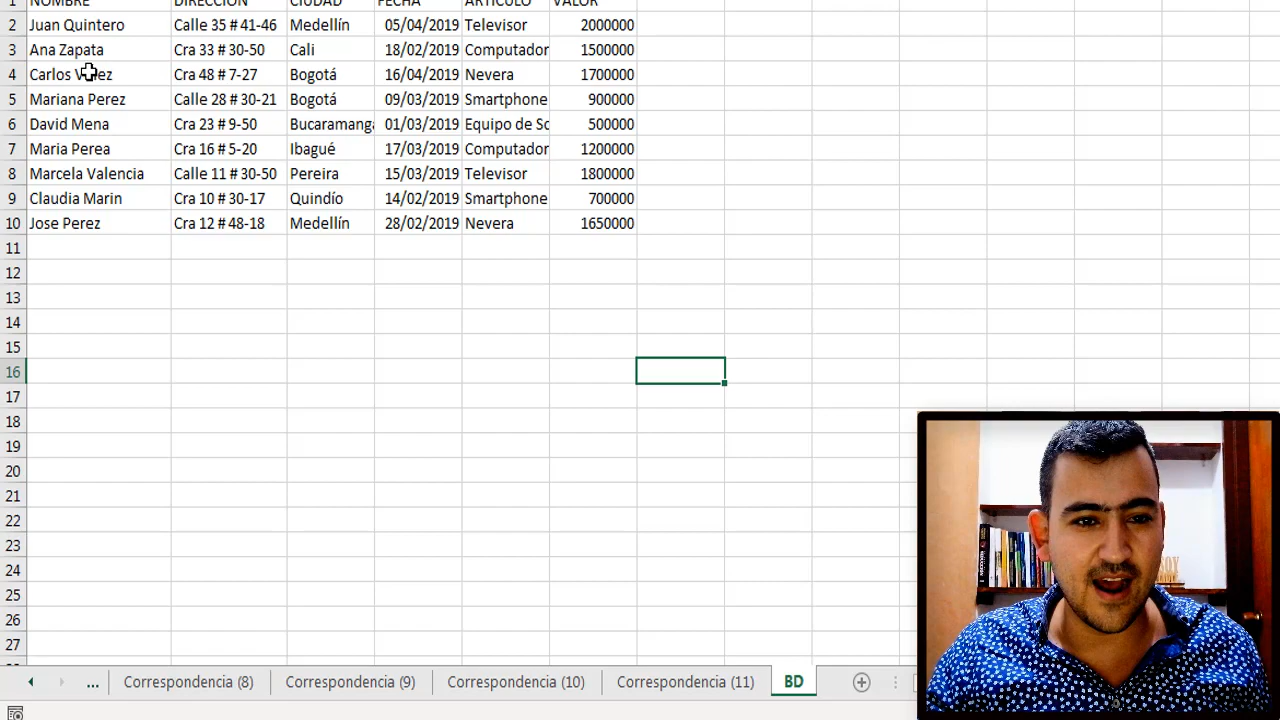 1 NOMBRE DIRECCION CIUDAD FECHA ARTICULO VALOR
2 Juan Quintero Calle 35 # 41-46 Medellín 05/04/2019 Televisor 2000000
3 Ana Zapata Cra 33 # 30-50 Cali 18/02/2019 Computador 1500000
4 Carlos Cra 48 # 7-27 Bogotá 16/04/2019 Nevera 1700000
5 Mariana Perez Calle 28 # 30-21 Bogotá 09/03/2019 Smartphone 900000
6 David Mena Cra 23 # 9-50 Bucaramanga 01/03/2019 Equipo de Sc 500000
7 Maria Perea Cra 16 # 5-20 Ibagué 17/03/2019 Computador 1200000
8 Marcela Valencia Calle 11 # 30-50 Pereira 15/03/2019 Televisor 1800000
9 Claudia Marin Cra 10 # 30-17 Quindío 14/02/2019 Smartphone 700000
10 Jose Perez Cra 12 # 48-18 Medellín 28/02/2019 Nevera 1650000
11
12
13
14
15
16
17
18
19
20
21
22
23
24
25
26
27
... Correspondencia (8) Correspondencia (9) Correspondencia (10) Correspondencia (11) BD